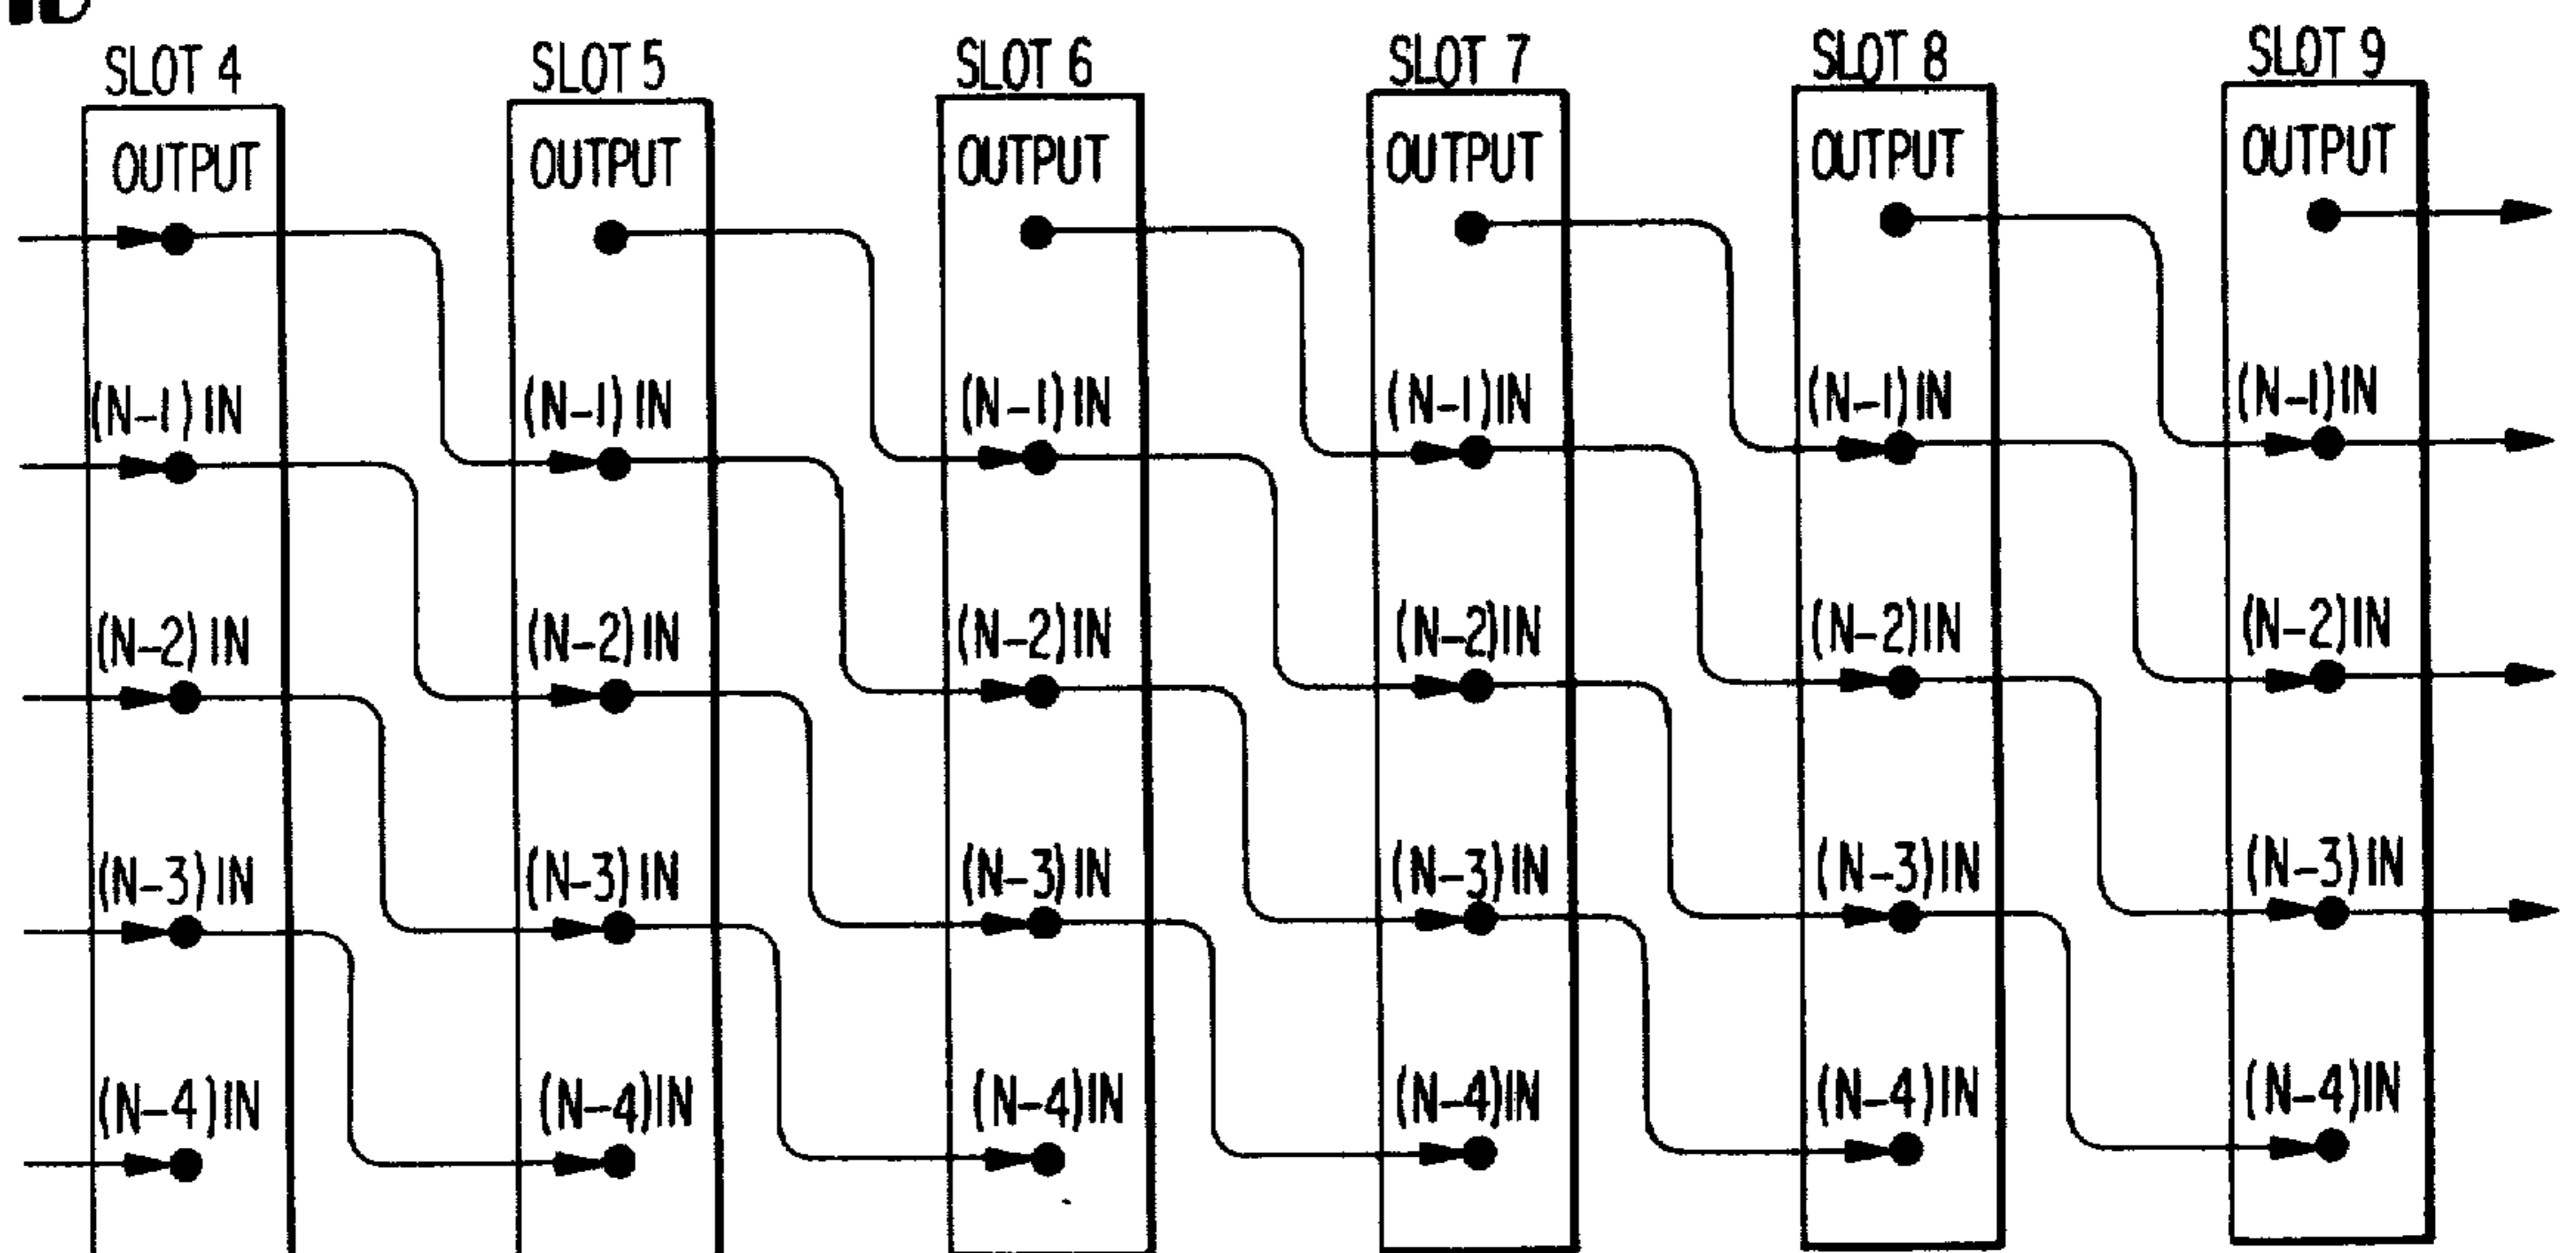 SLOT 4 SLOT 5 SLOT 6 SLOT 7 SLOT 8 SLOT 9
OUTPUT OUTPUT OUTPUT OUTPUT OUTPUT OUTPUT
(N-1) IN (N-1) IN (N-1) IN (N-1) IN (N-1) IN (N-1) IN
(N-2) IN (N-2) IN (N-2) IN (N-2) IN (N-2) IN (N-2) IN
(N-3) IN (N-3) IN (N-3) IN (N-3) IN (N-3) IN (N-3) IN
(N-4) IN (N-4) IN (N-4) IN (N-4) IN (N-4) IN (N-4) IN